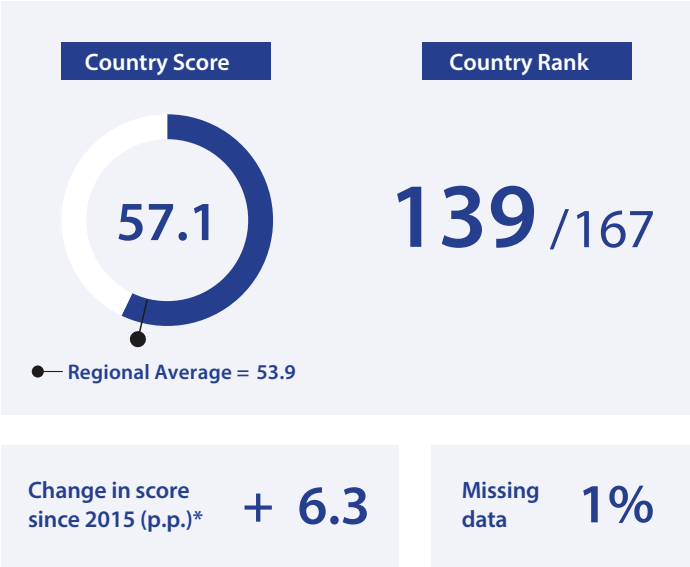 Country Score
Country Rank
57.1
139 /167
Regional Average = 53.9
Change in score
since 2015 (p.p.)*
+ 6.3
Missing
data
1%